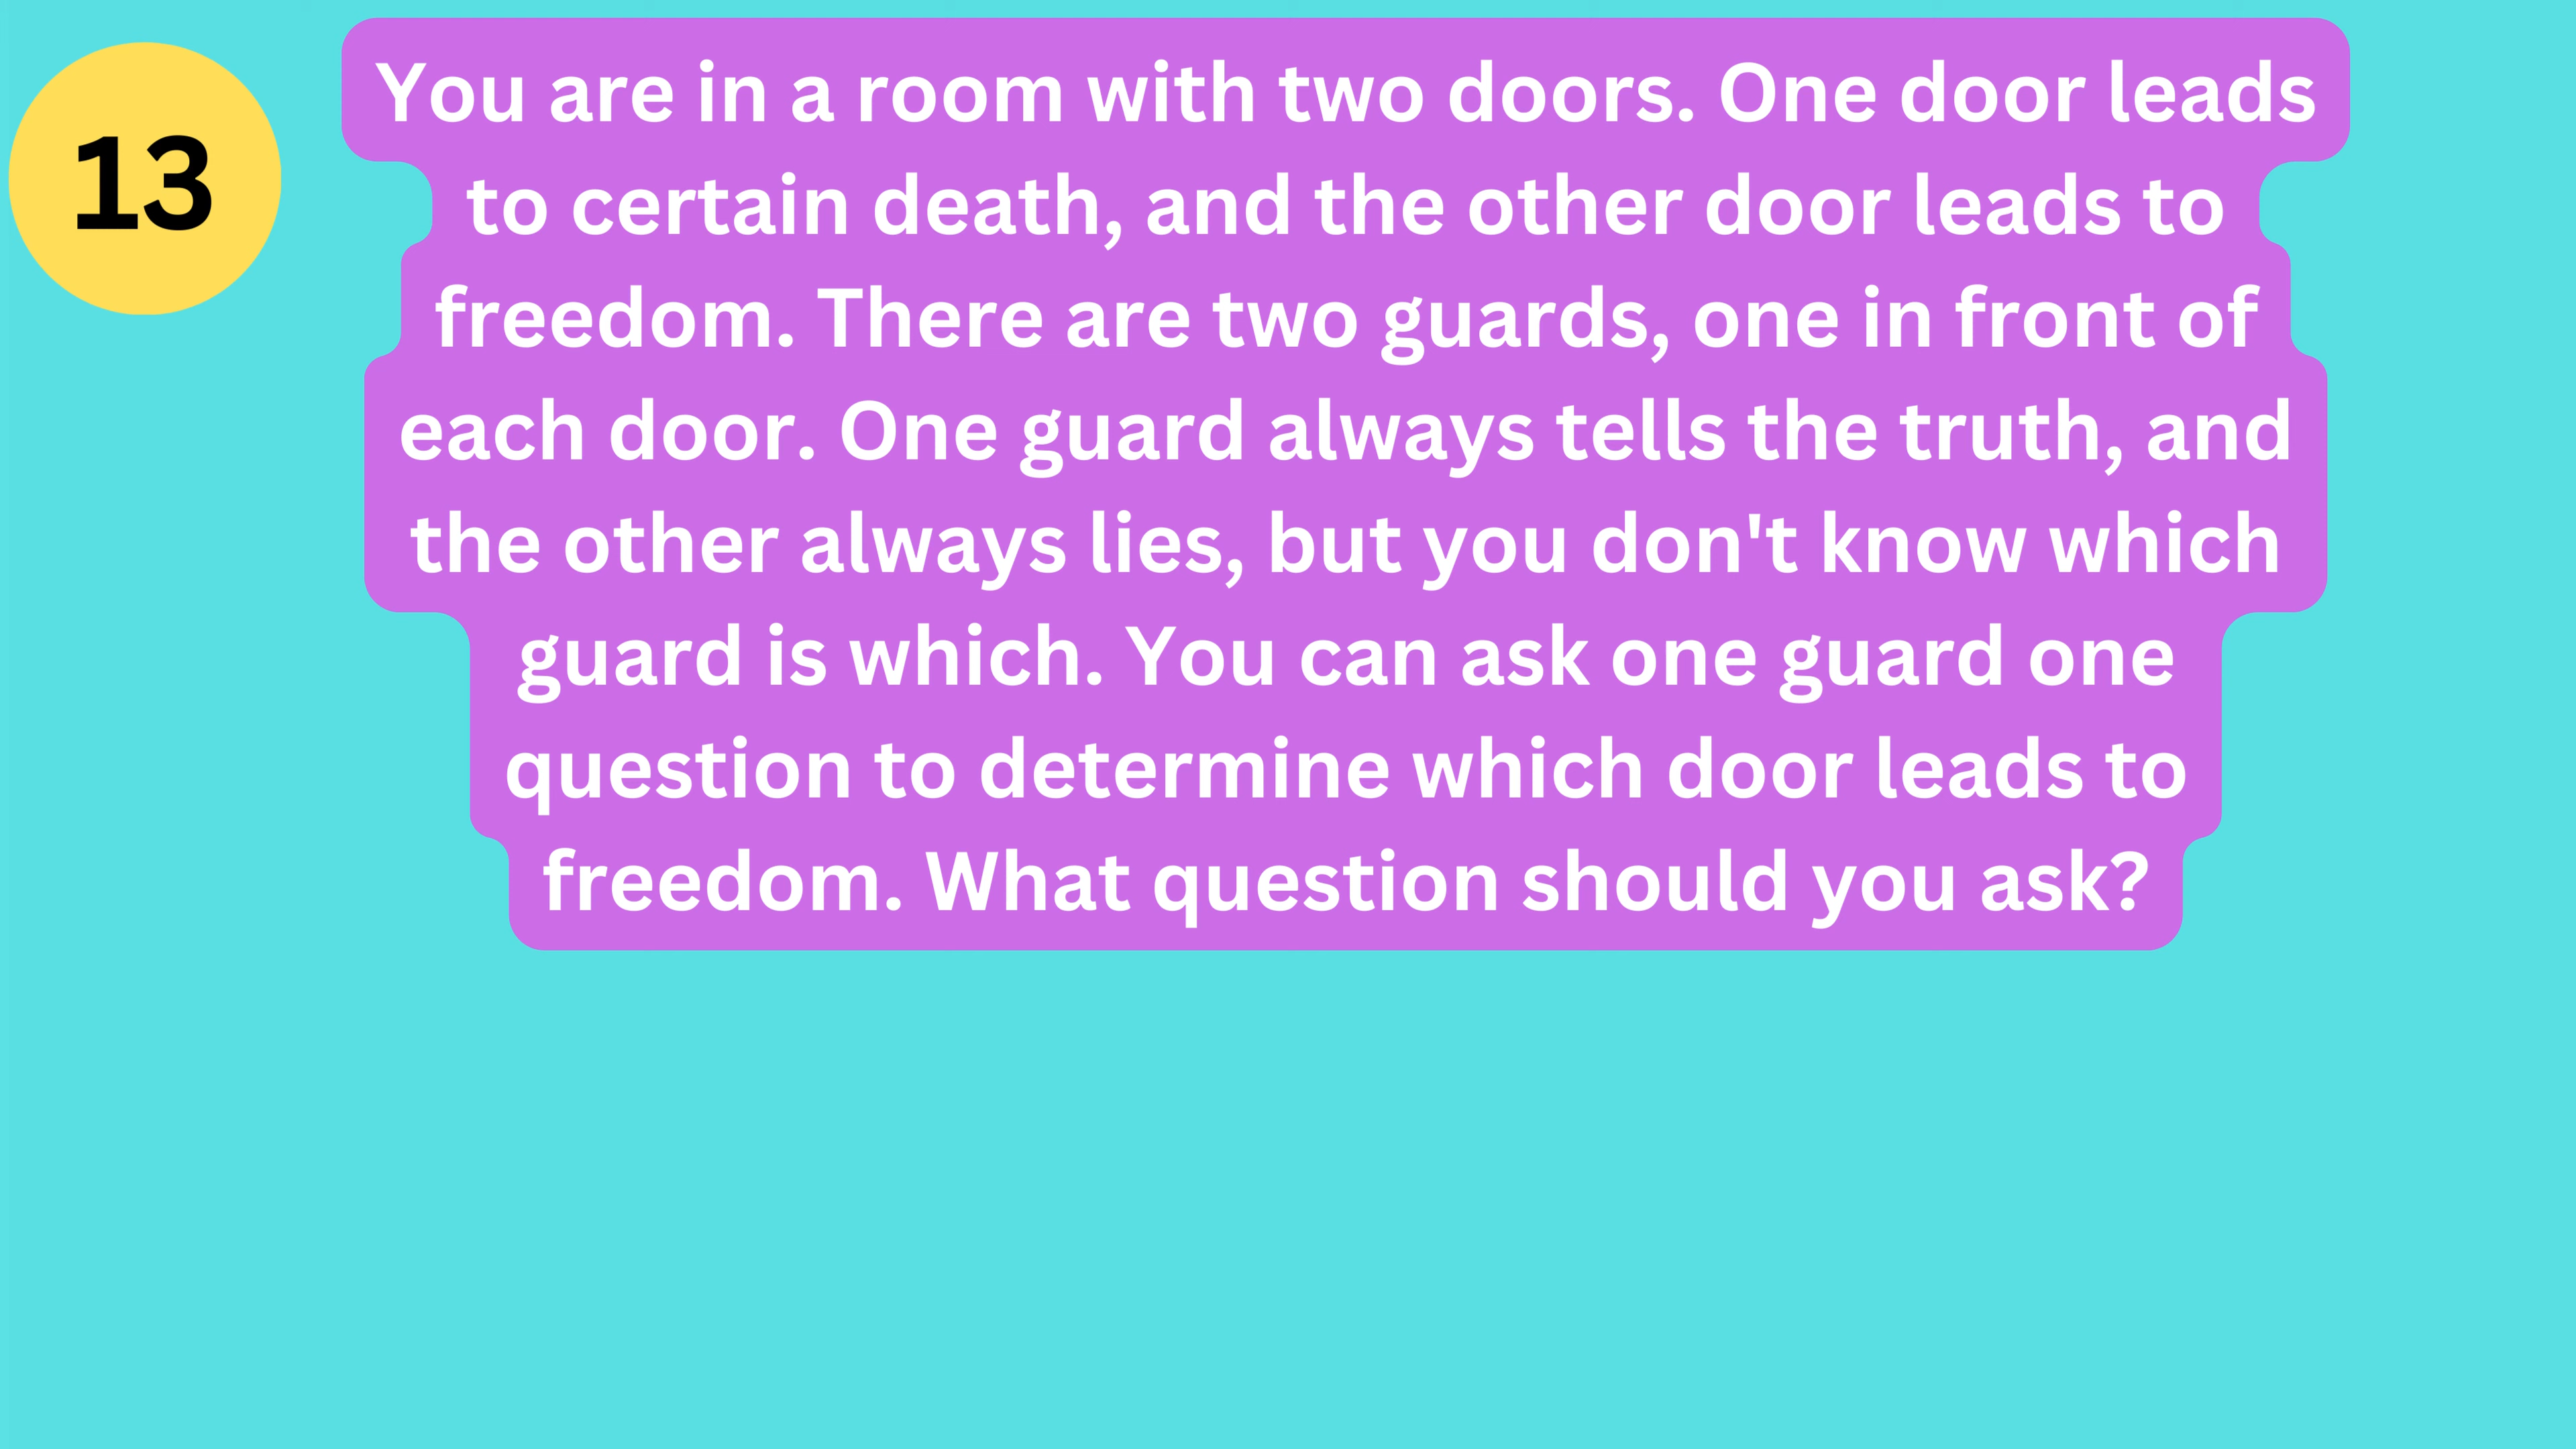 13
You are in a room with two doors. One door leads
to certain death, and the other door leads to
freedom. There are two guards, one in front of
each door. One guard always tells the truth, and
the other always lies, but you don't know which
guard is which. You can ask one guard one
question to determine which door leads to
freedom. What question should you ask?